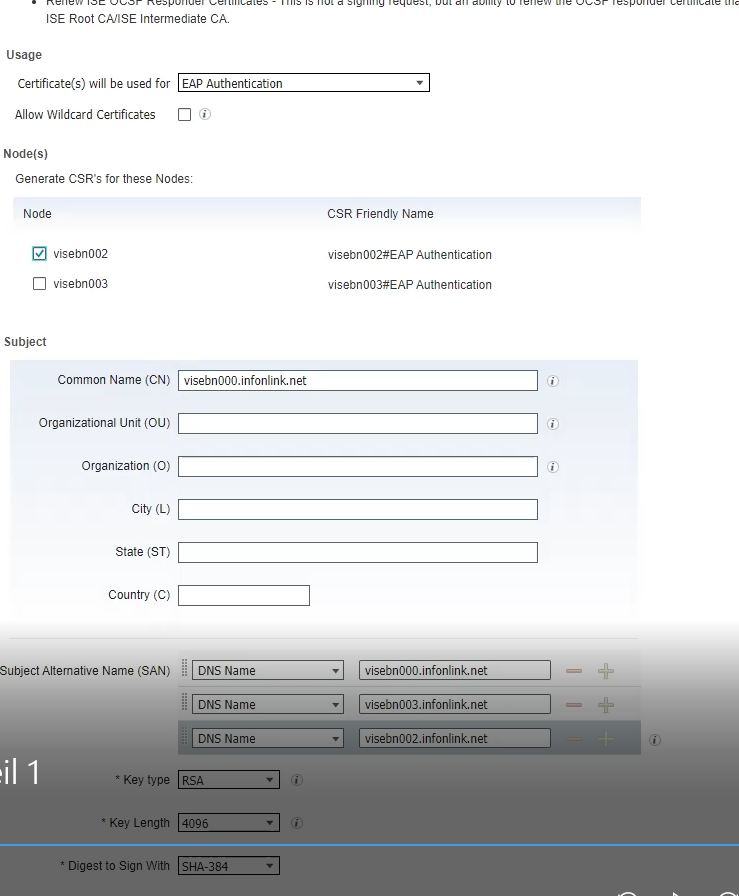 Renew ISE OCSP Responder Certificates - This is not a signing request, but an ability to renew the OCSP responder certificate tha
ISE Root CA/ISE Intermediate CA.
Usage
Certificate(s) will be used for EAP Authentication
Allow Wildcard Certificates
Node(s)
Generate CSR's for these Nodes:
Node CSR Friendly Name
visebn002 visebn002#EAP Authentication
visebn003 visebn003#EAP Authentication
Subject
Common Name (CN) visebn000.infonlink.net
Organizational Unit (OU)
Organization (O)
City (L)
State (ST)
Country (C)
Subject Alternative Name (SAN) DNS Name visebn000.infonlink.net
DNS Name visebn003.infonlink.net
DNS Name visebn002.infonlink.net
eil 1
* Key type RSA
* Key Length 4096
* Digest to Sign With SHA-384